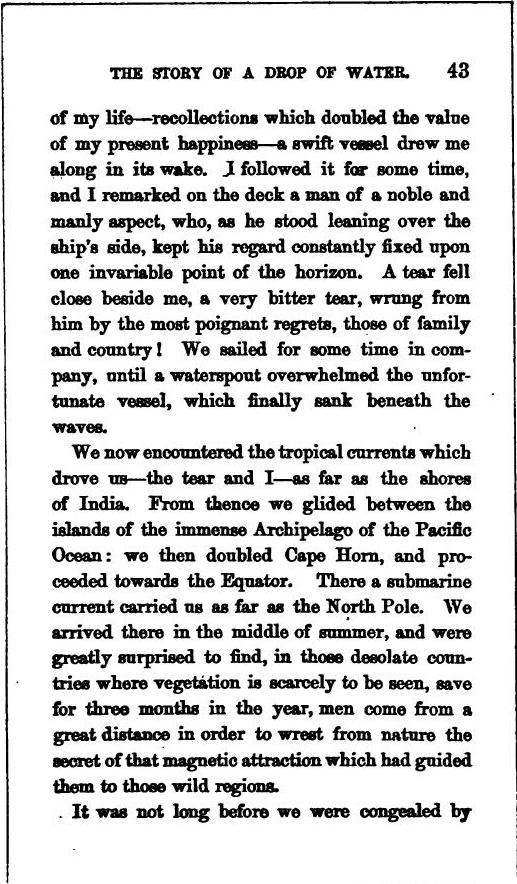 THE STORY OF A DROP OF WATER. 43
of my life—recollections which doubled the value
of my present happiness—a swift vessel drew me
along in its wake. I followed it for some time,
and I remarked on the deck a man of a noble and
manly aspect, who, as he stood leaning over the
ship's side, kept his regard constantly fixed upon
one invariable point of the horizon. A tear fell
close beside me, a very bitter tear, wrung from
him by the most poignant regrets, those of family
and country! We sailed for some time in com-
pany, until a waterspout overwhelmed the unfor-
tunate vessel, which finally sank beneath the
waves.
We now encountered the tropical currents which
drove us—the tear and I—as far as the shores
of India. From thence we glided between the
islands of the immense Archipelago of the Pacific
Ocean: we then doubled Cape Horn, and pro-
ceeded towards the Equator. There a submarine
current carried us as far as the North Pole. We
arrived there in the middle of summer, and were
greatly surprised to find, in those desolate coun-
tries where vegetation is scarcely to be seen, save
for three months in the year, men come from a
great distance in order to wrest from nature the
secret of that magnetic attraction which had guided
them to those wild regions.
It was not long before we were congealed by